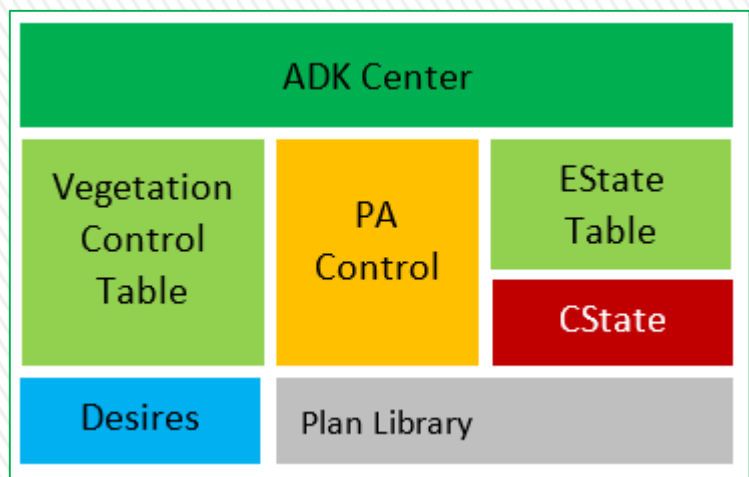 ADK Center
Vegetation
Control
Table
PA
Control
EState
Table
CState
Desires
Plan Library